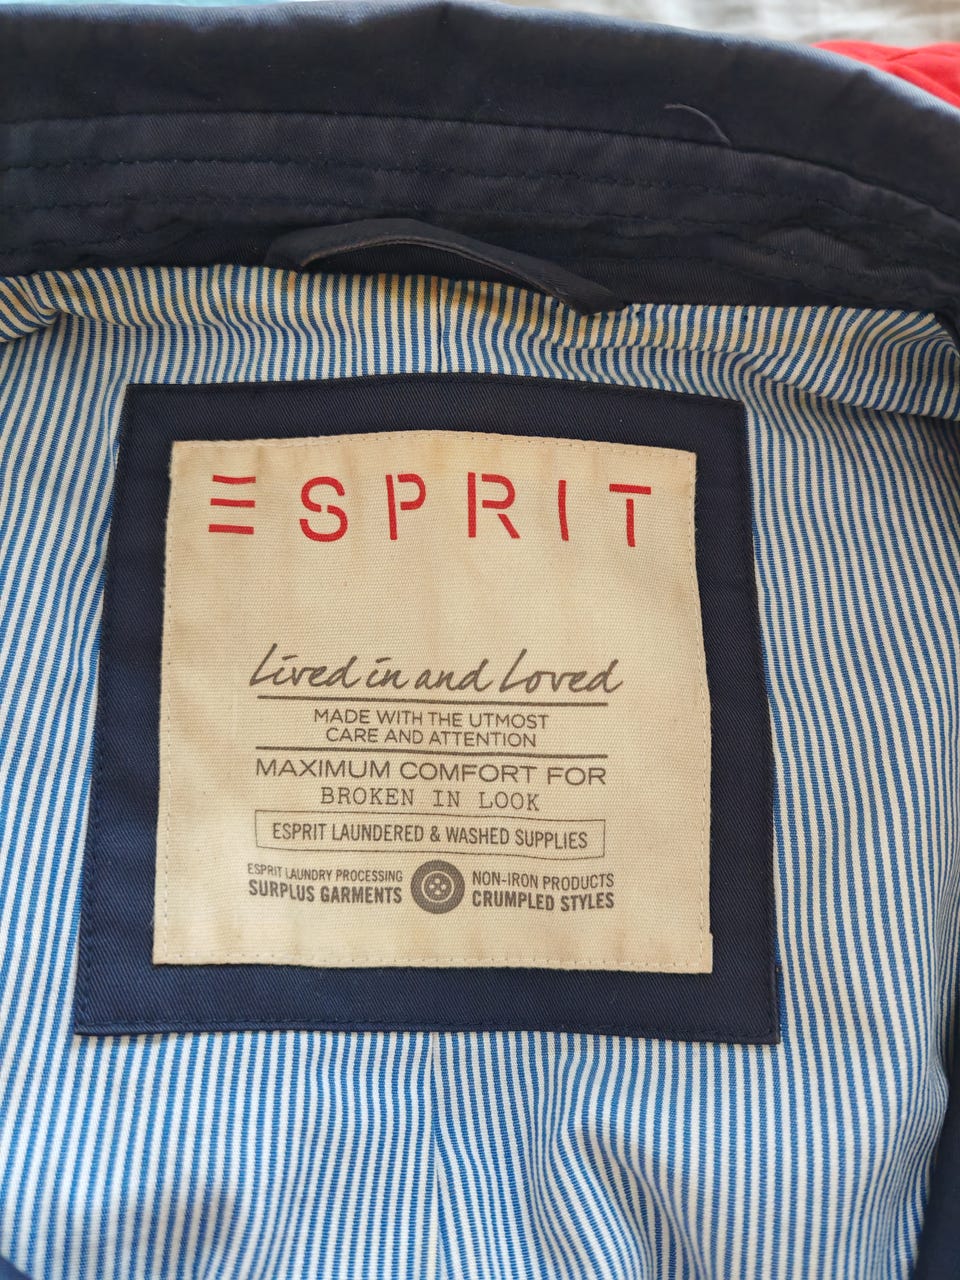 ESPRIT
Lived in and Loved
MADE WITH THE UTMOST
CARE AND ATTENTION
MAXIMUM COMFORT FOR
BROKEN IN LOOK
ESPRIT LAUNDERED & WASHED SUPPLIES
ESPRIT LAUNDRY PROCESSING
SURPLUS GARMENTS
NON-IRON PRODUCTS
CRUMPLED STYLES